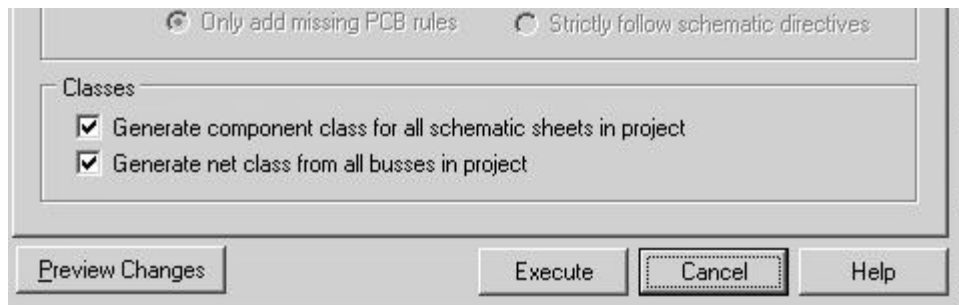 Only add missing PCB rules Strictly follow schematic directives
Classes
Generate component class for all schematic sheets in project
Generate net class from all busses in project
Preview Changes Execute Cancel Help